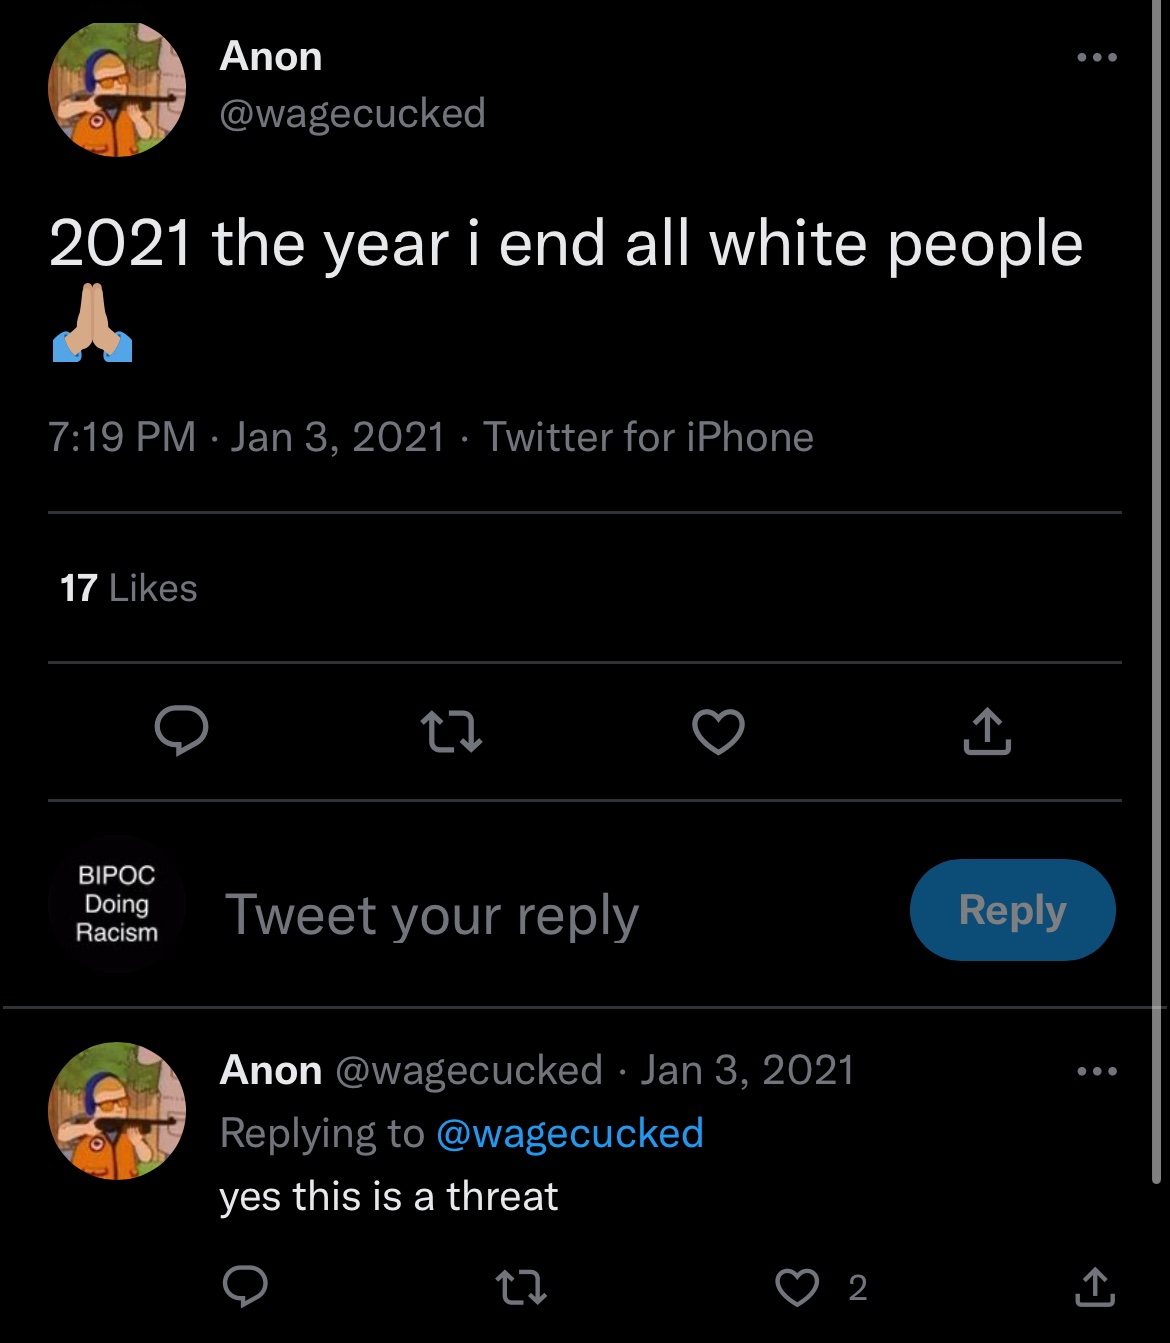 Anon
@wagecucked
2021 the year i end all white people
🙏🏼
7:19 PM · Jan 3, 2021 · Twitter for iPhone
17 Likes
BIPOC
Doing
Racism
Tweet your reply
Reply
Anon @wagecucked · Jan 3, 2021
Replying to @wagecucked
yes this is a threat
2